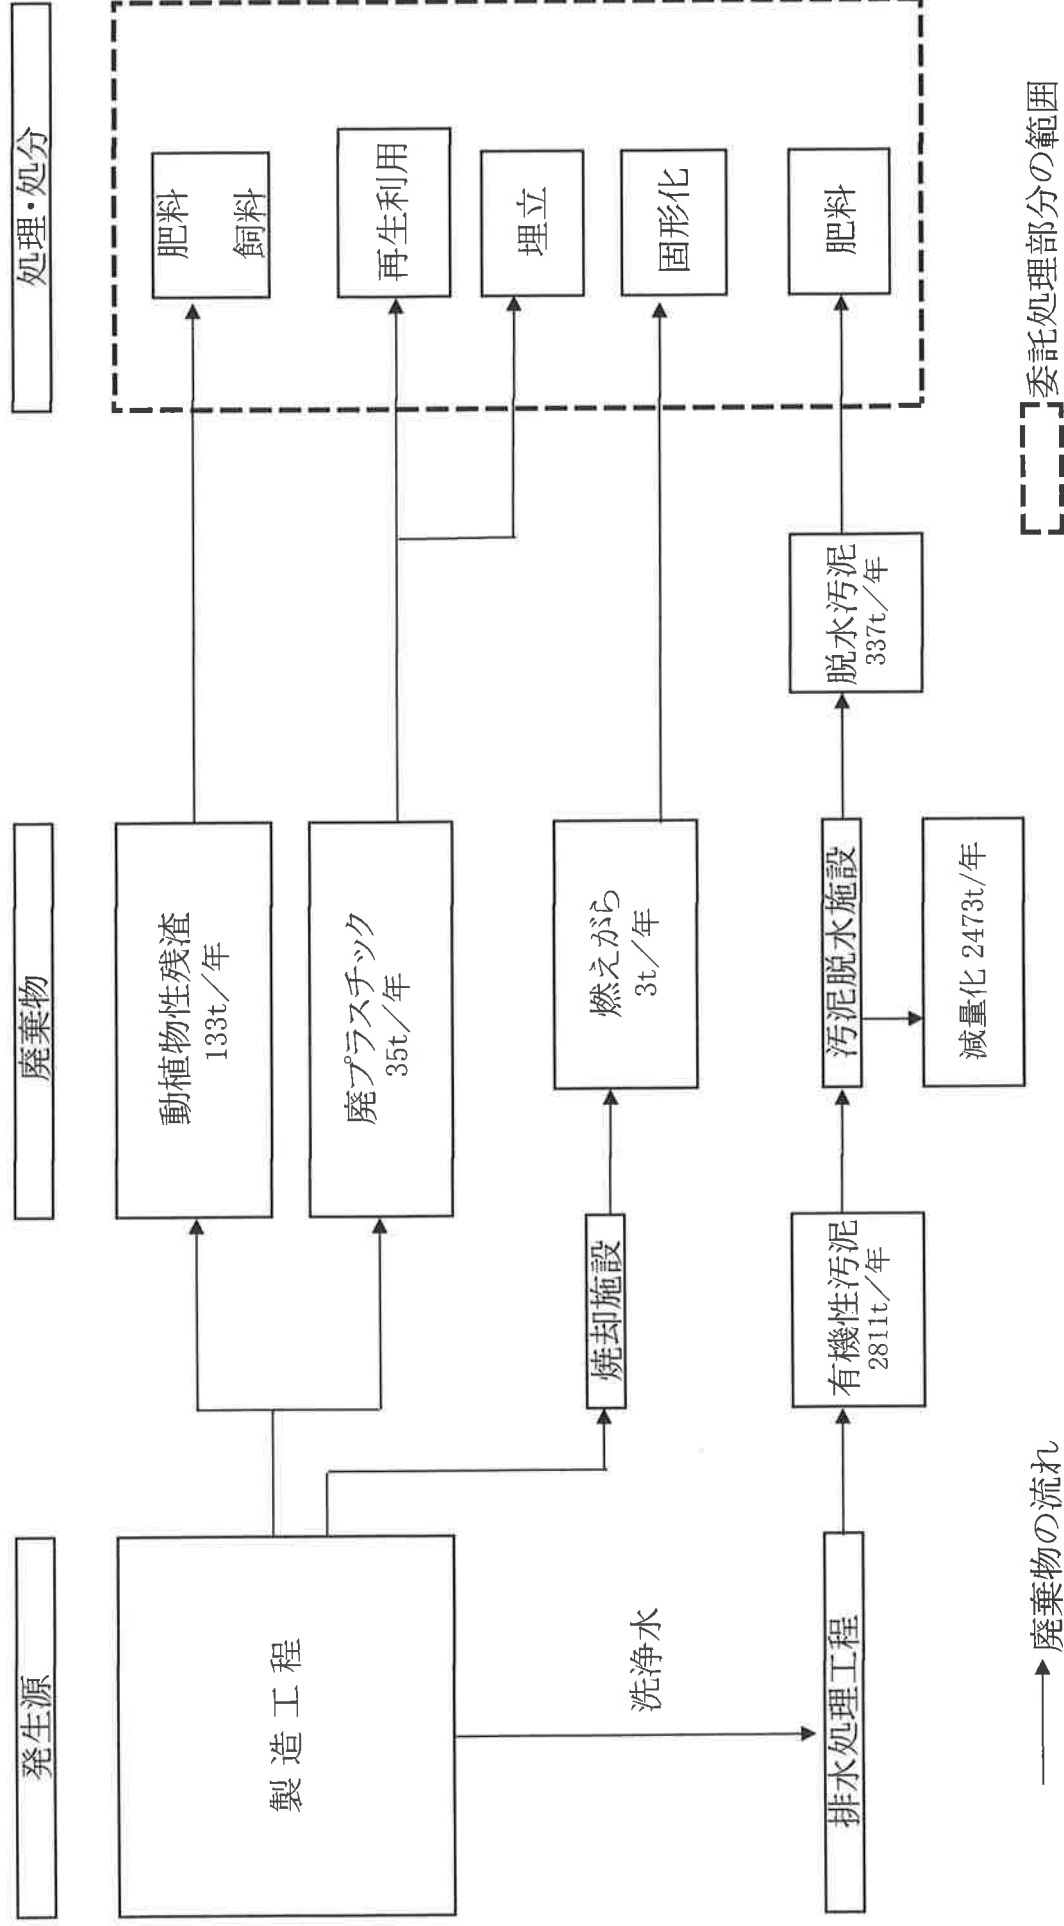 発生源
廃棄物
処理・処分
製造工程
動植物性残渣
133t／年
肥料
飼料
廃プラスチック
35t／年
再生利用
埋立
焼却施設
燃えがら
3t／年
固形化
洗浄水
排水処理工程
有機性汚泥
2811t／年
汚泥脱水施設
脱水汚泥
337t／年
肥料
減量化 2473t/年
廃棄物の流れ
委託処理部分の範囲